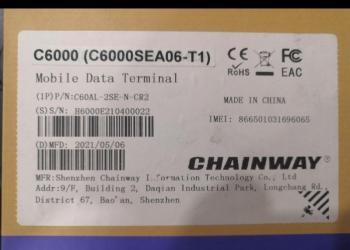 C6000 (C6000SEA06-T1)
CE RoHS FC EAC
Mobile Data Terminal
(IP)P/N:C60AL-2SE-N-CR2
(S)S/N: H6000E210400022
MADE IN CHINA
IMEI: 866501031696065
(D)MFD: 2021/05/06
CHAINWAY
MFR:Shenzhen Chainway Information Technology Co., Ltd
Addr:9/F, Building 2, Daqian Industrial Park, Longchang Rd.
District 67, Bao'an, Shenzhen